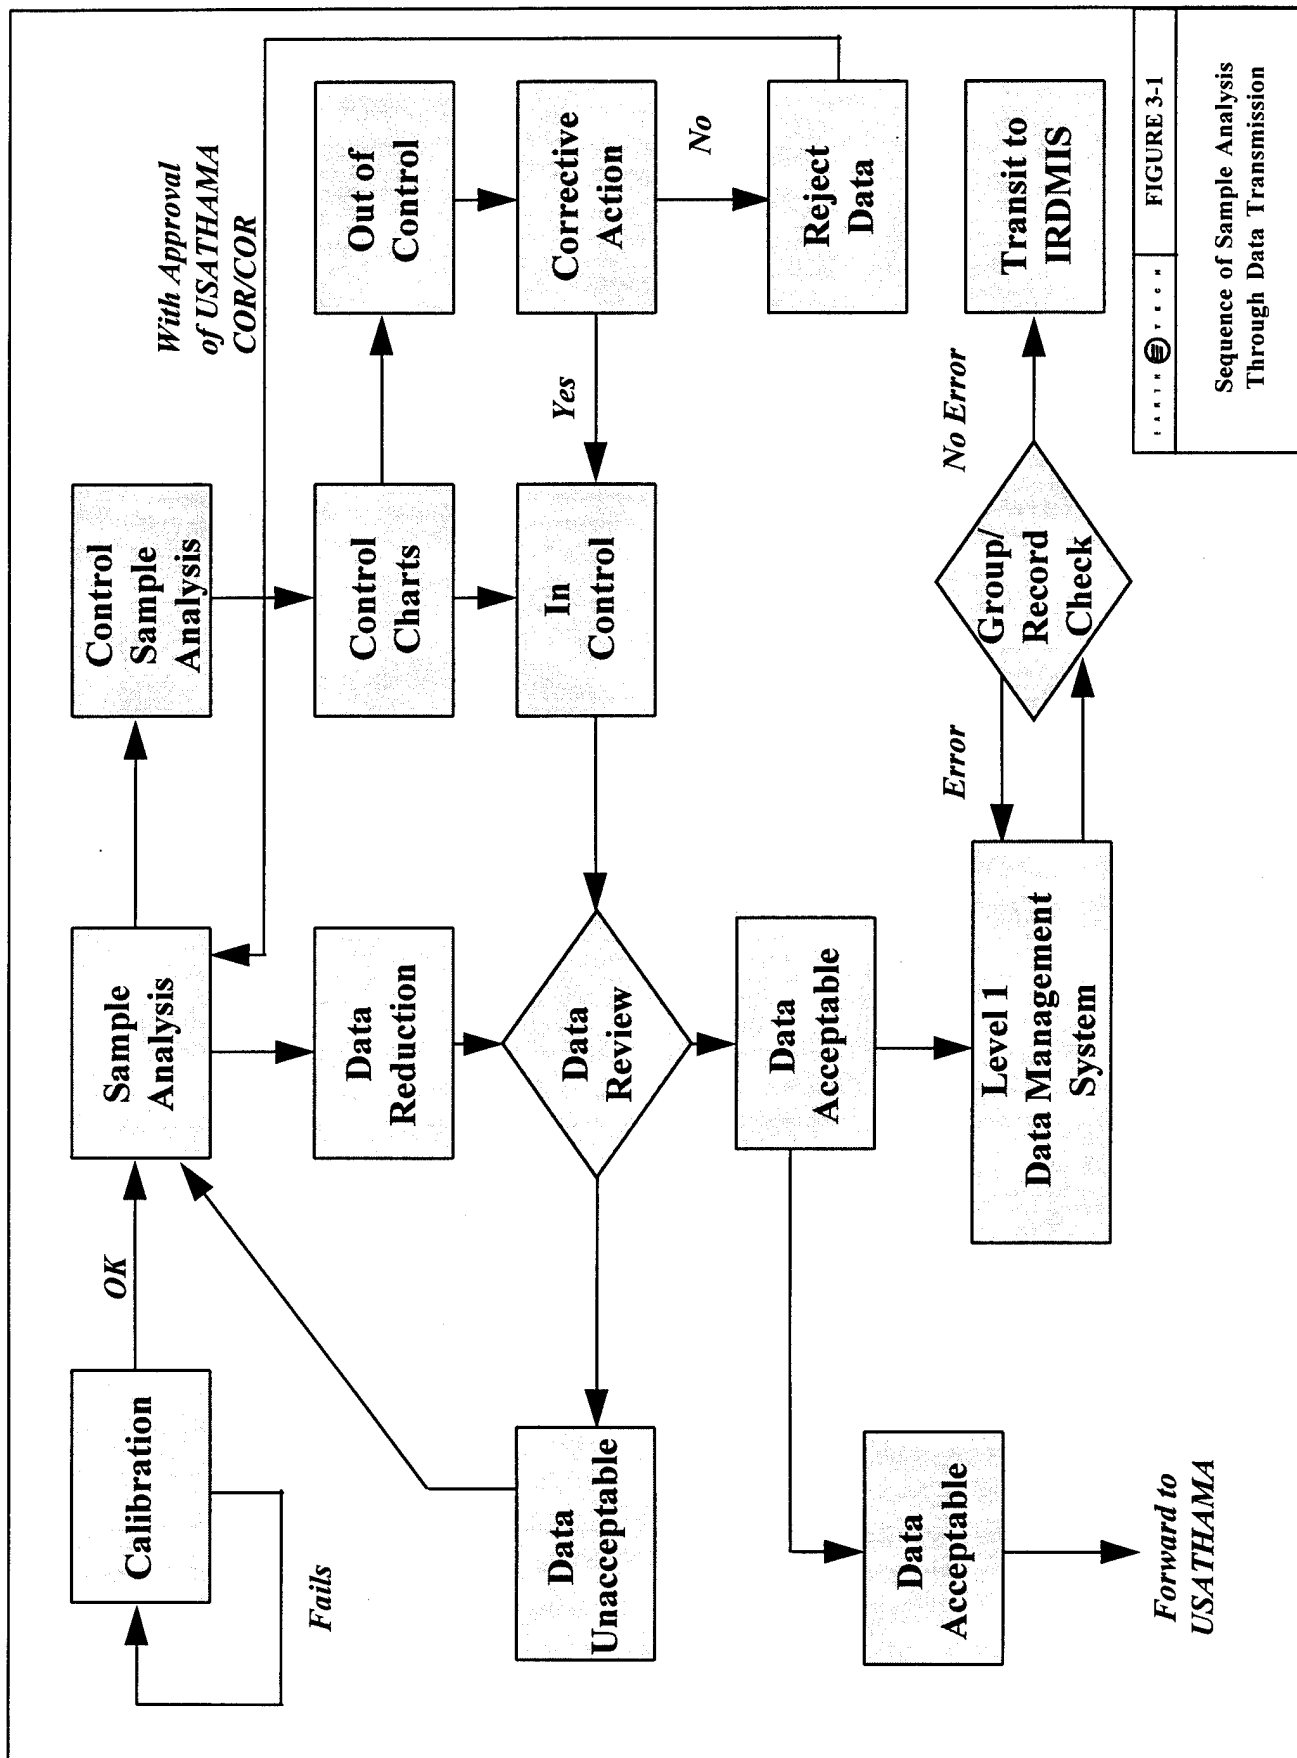 Calibration
Fails
OK
Sample
Analysis
Control
Sample
Analysis
With Approval
of USATHAMA
COR/COR
Data
Reduction
Control
Charts
Out of
Control
Data
Unacceptable
Data
Review
In
Control
Yes
Corrective
Action
No
Data
Acceptable
Reject
Data
Data
Acceptable
Forward to
USATHAMA
Level 1
Data Management
System
Error
Group/
Record
Check
No Error
Transit to
IRDMIS
EARTH TECH
FIGURE 3-1
Sequence of Sample Analysis
Through Data Transmission